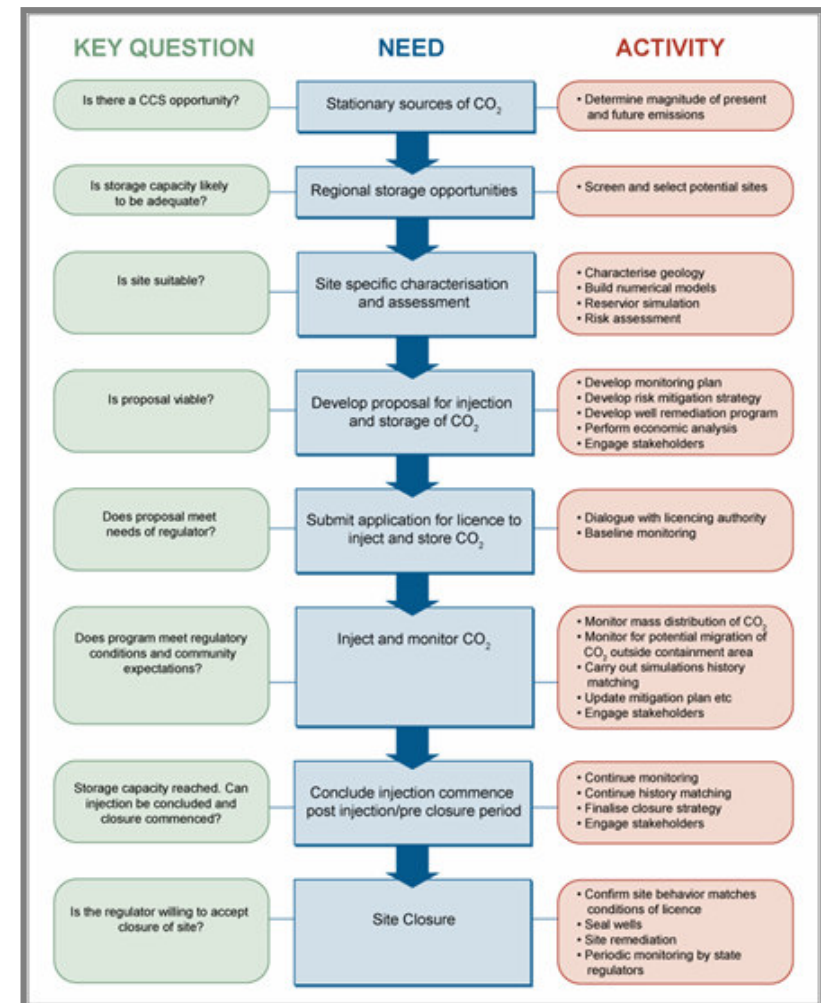 KEY QUESTION
NEED
ACTIVITY
Is there a CCS opportunity?
Stationary sources of CO₂
• Determine magnitude of present
and future emissions
Is storage capacity likely
to be adequate?
Regional storage opportunities
• Screen and select potential sites
Is site suitable?
Site specific characterisation
and assessment
• Characterise geology
• Build numerical models
• Reservior simulation
• Risk assessment
Is proposal viable?
Develop proposal for injection
and storage of CO₂
• Develop monitoring plan
• Develop risk mitigation strategy
• Develop well remediation program
• Perform economic analysis
• Engage stakeholders
Does proposal meet
needs of regulator?
Submit application for licence to
inject and store CO₂
• Dialogue with licencing authority
• Baseline monitoring
Does program meet regulatory
conditions and community
expectations?
Inject and monitor CO₂
• Monitor mass distribution of CO₂
• Monitor for potential migration of
CO₂ outside containment area
• Carry out simulations history
matching
• Update mitigation plan etc
• Engage stakeholders
Storage capacity reached. Can
injection be concluded and
closure commenced?
Conclude injection commence
post injection/pre closure period
• Continue monitoring
• Continue history matching
• Finalise closure strategy
• Engage stakeholders
Is the regulator willing to accept
closure of site?
Site Closure
• Confirm site behavior matches
conditions of licence
• Seal wells
• Site remediation
• Periodic monitoring by state
regulators